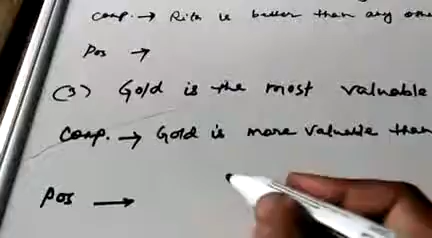 Comp. → Rita is better than any othe
Pos →
(3) Gold is the most valuable
Comp. → Gold is more valuable than
Pos →